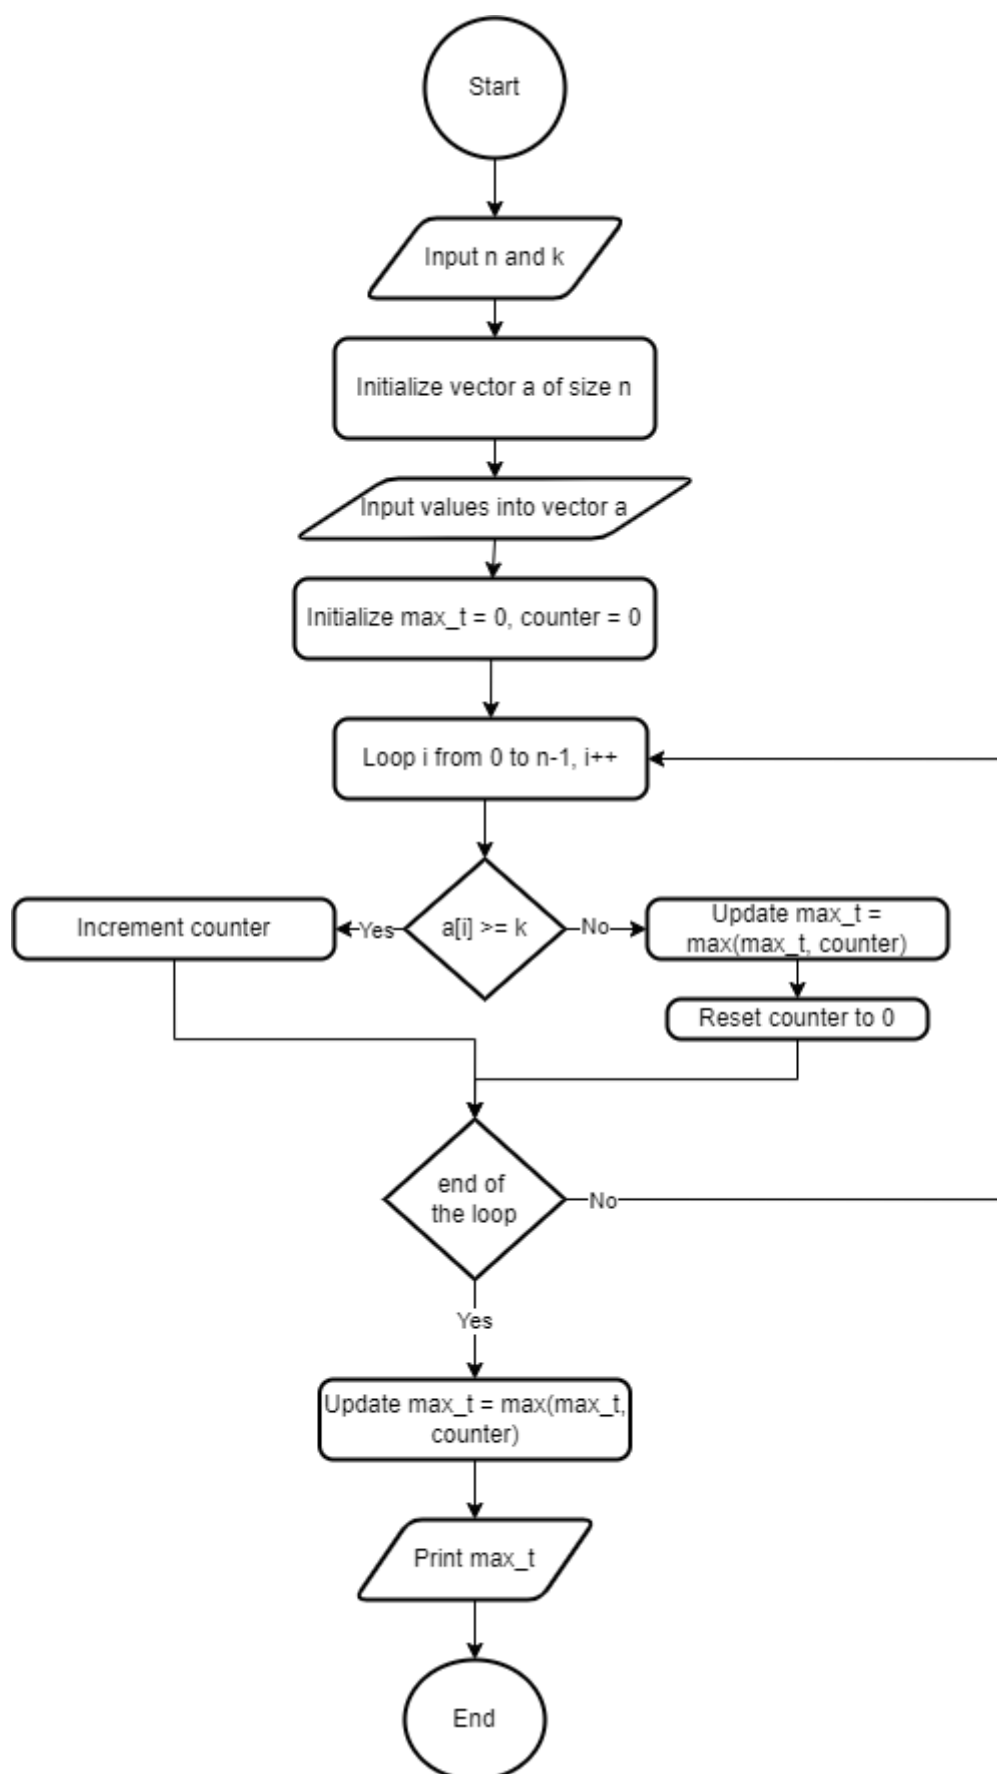 Start
Input n and k
Initialize vector a of size n
Input values into vector a
Initialize max_t = 0, counter = 0
Loop i from 0 to n-1, i++
a[i] >= k
Yes
Increment counter
No
Update max_t =
max(max_t, counter)
Reset counter to 0
end of
the loop
No
Yes
Update max_t = max(max_t,
counter)
Print max_t
End